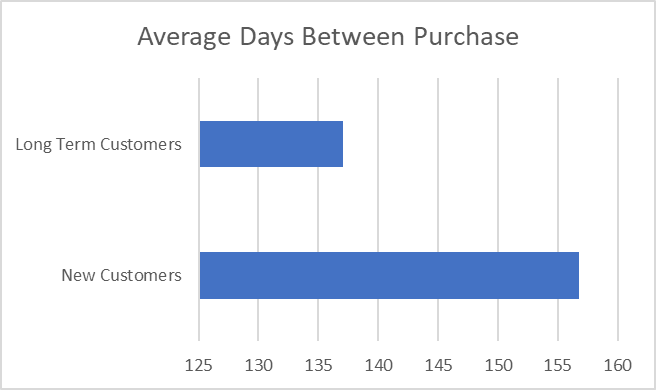 Average Days Between Purchase
Long Term Customers
New Customers
125 130 135 140 145 150 155 160